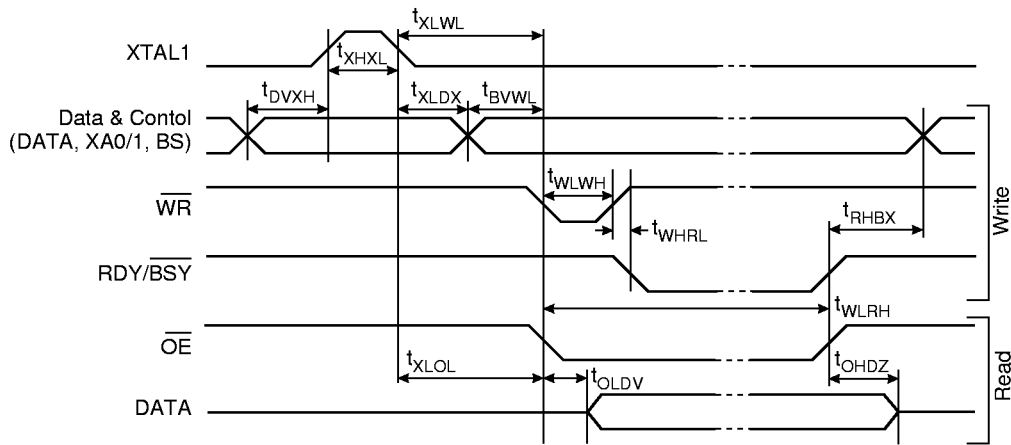 tXLWL
XTAL1
tXHXL
tDVXH
tXLDX
tBVWL
Data & Contol
(DATA, XA0/1, BS)
tWLWH
WR
tRHBX
tWHRL
Write
RDY/BSY
tWLRH
OE
tXLOL
tOLDV
tOHDZ
Read
DATA